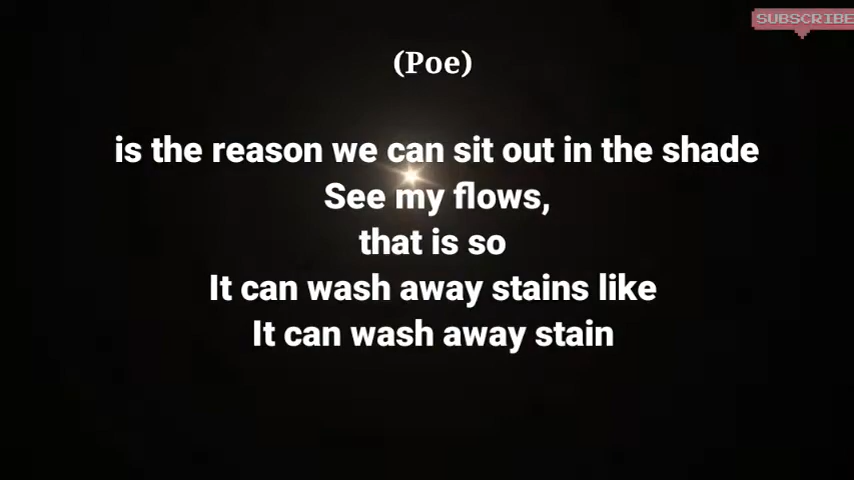 SUBSCRIBE
(Poe)
is the reason we can sit out in the shade
See my flows,
that is so
It can wash away stains like
It can wash away stain